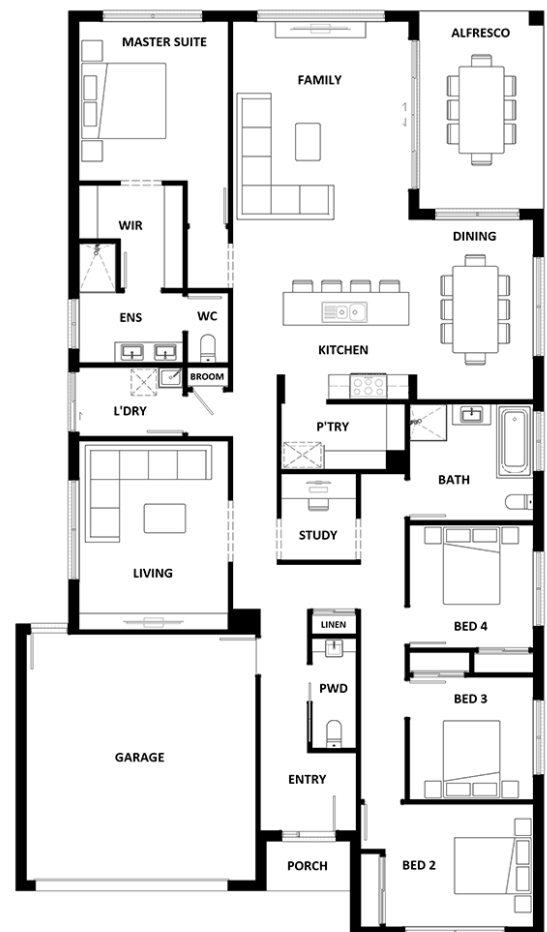 MASTER SUITE
FAMILY
ALFRESCO
WIR
DINING
ENS
WC
KITCHEN
BROOM
L'DRY
P'TRY
BATH
STUDY
LIVING
LINEN
BED 4
PWD
BED 3
GARAGE
ENTRY
PORCH
BED 2